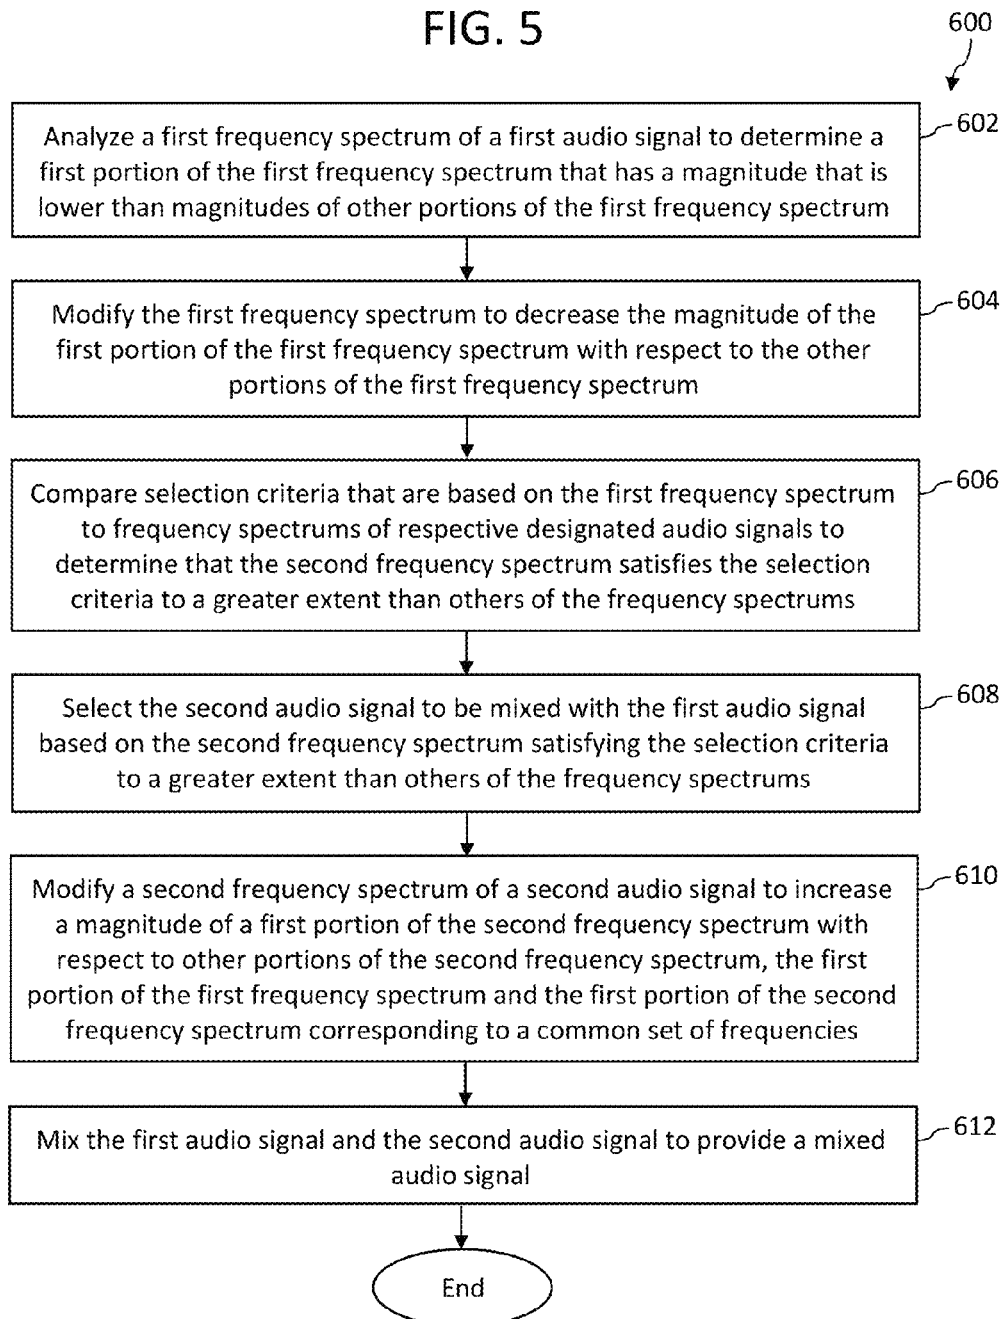 FIG. 5
600
Analyze a first frequency spectrum of a first audio signal to determine a
first portion of the first frequency spectrum that has a magnitude that is
lower than magnitudes of other portions of the first frequency spectrum
602
Modify the first frequency spectrum to decrease the magnitude of the
first portion of the first frequency spectrum with respect to the other
portions of the first frequency spectrum
604
Compare selection criteria that are based on the first frequency spectrum
to frequency spectrums of respective designated audio signals to
determine that the second frequency spectrum satisfies the selection
criteria to a greater extent than others of the frequency spectrums
606
Select the second audio signal to be mixed with the first audio signal
based on the second frequency spectrum satisfying the selection criteria
to a greater extent than others of the frequency spectrums
608
Modify a second frequency spectrum of a second audio signal to increase
a magnitude of a first portion of the second frequency spectrum with
respect to other portions of the second frequency spectrum, the first
portion of the first frequency spectrum and the first portion of the second
frequency spectrum corresponding to a common set of frequencies
610
Mix the first audio signal and the second audio signal to provide a mixed
audio signal
612
End